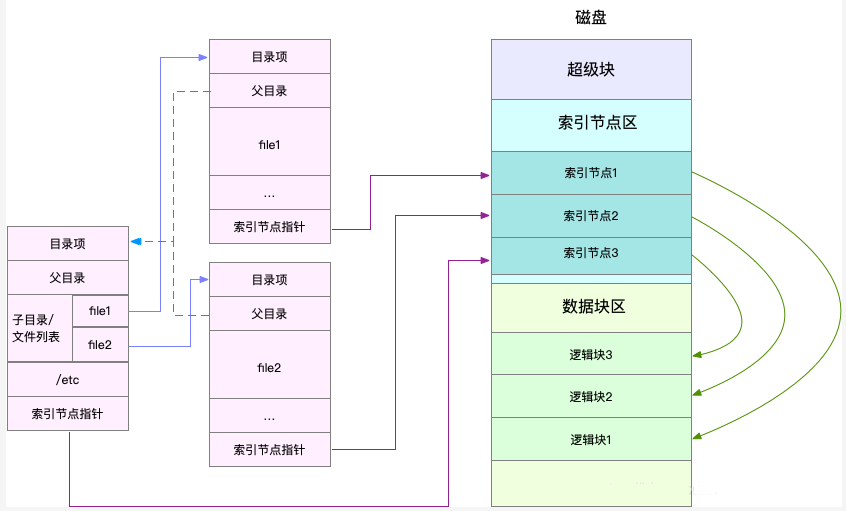 磁盘
目录项
父目录
file1
...
索引节点指针
目录项
父目录
子目录/
文件列表
file1
file2
/etc
索引节点指针
目录项
父目录
file2
...
索引节点指针
超级块
索引节点区
索引节点1
索引节点2
索引节点3
数据块区
逻辑块3
逻辑块2
逻辑块1